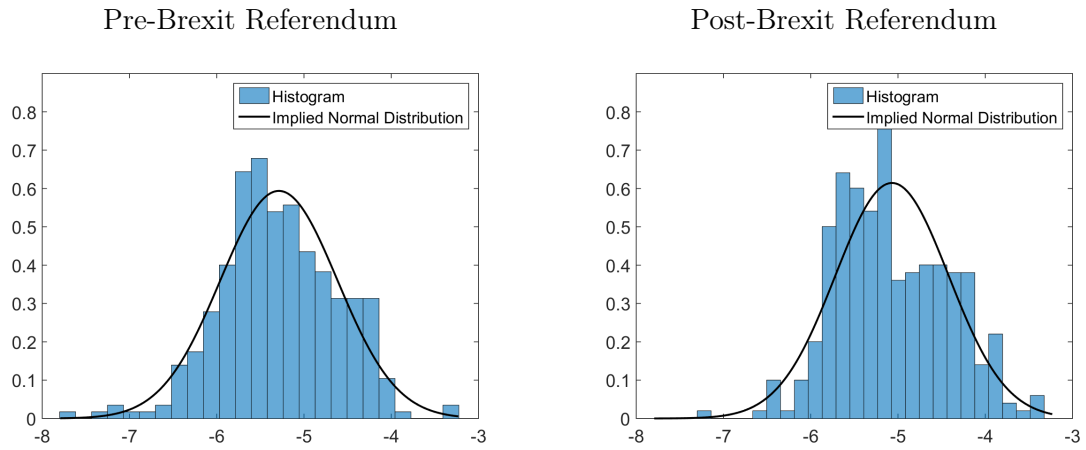 Pre-Brexit Referendum
Histogram
Implied Normal Distribution
0.8
0.7
0.6
0.5
0.4
0.3
0.2
0.1
0
-8 -7 -6 -5 -4 -3
Post-Brexit Referendum
Histogram
Implied Normal Distribution
0.8
0.7
0.6
0.5
0.4
0.3
0.2
0.1
0
-8 -7 -6 -5 -4 -3